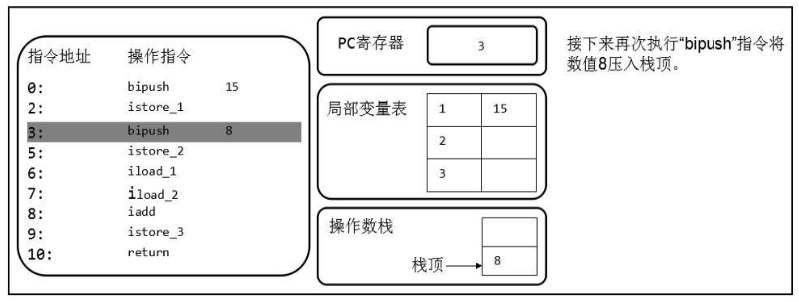 指令地址 操作指令
0: bipush 15
2: istore_1
3: bipush 8
5: istore_2
6: iload_1
7: iload_2
8: iadd
9: istore_3
10: return
PC寄存器 3
局部变量表 1 15
2
3
操作数栈
栈顶 8
接下来再次执行“bipush”指令将
数值8压入栈顶。